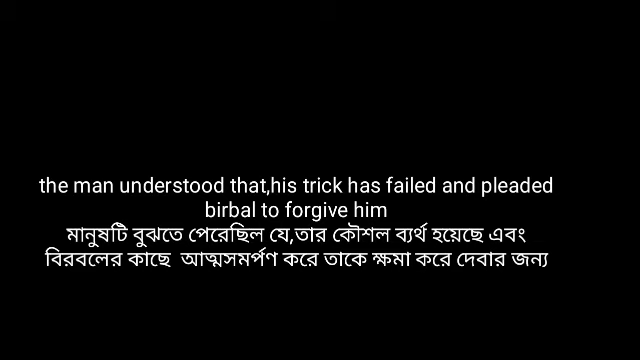 the man understood that,his trick has failed and pleaded
birbal to forgive him
মানুষটি বুঝতে পেরেছিল যে,তার কৌশল ব্যর্থ হয়েছে এবং
বিরবলের কাছে  আত্মসমর্পণ করে তাকে ক্ষমা করে দেবার জন্য